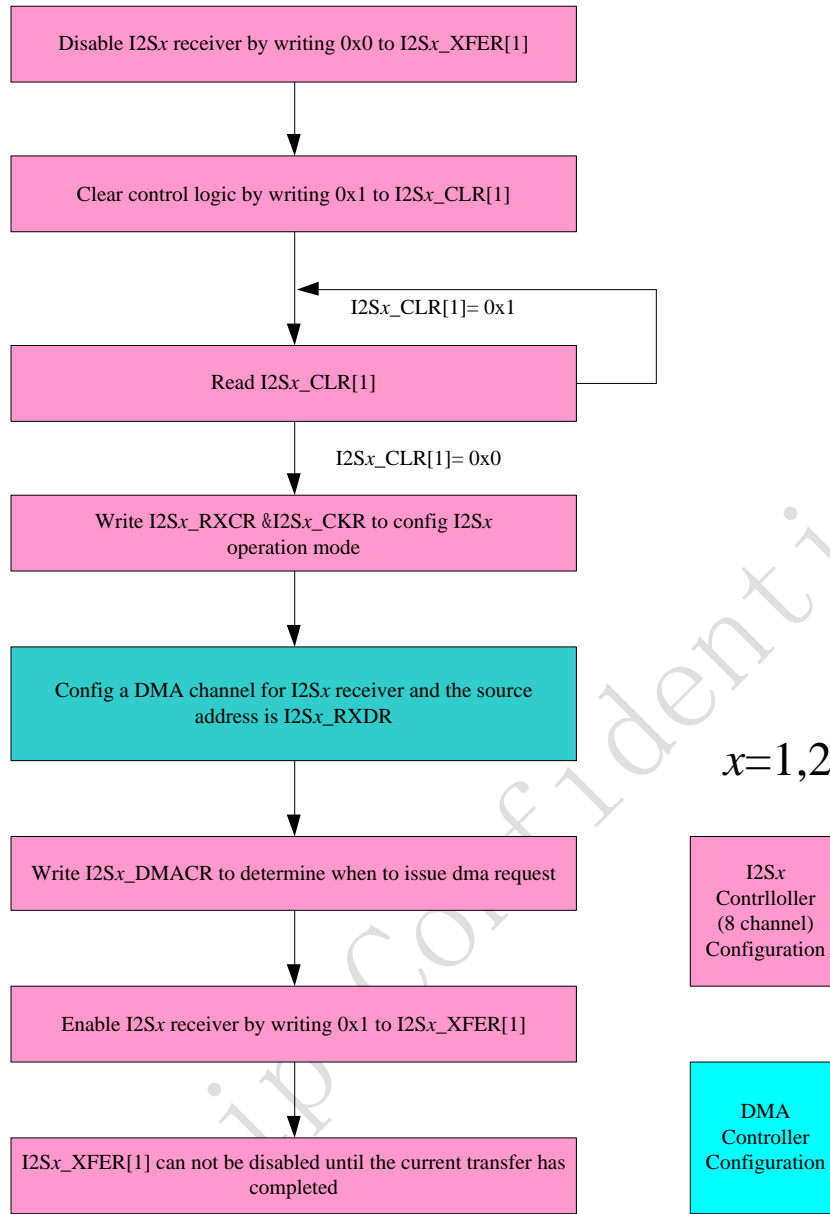 Disable I2Sx receiver by writing 0x0 to I2Sx_XFER[1]
Clear control logic by writing 0x1 to I2Sx_CLR[1]
I2Sx_CLR[1]= 0x1
Read I2Sx_CLR[1]
I2Sx_CLR[1]= 0x0
Write I2Sx_RXCR &I2Sx_CKR to config I2Sx
operation mode
Config a DMA channel for I2Sx receiver and the source
address is I2Sx_RXDR
x=1,2
Write I2Sx_DMACR to determine when to issue dma request
I2Sx
Contrlloller
(8 channel)
Configuration
Enable I2Sx receiver by writing 0x1 to I2Sx_XFER[1]
I2Sx_XFER[1] can not be disabled until the current transfer has
completed
DMA
Controller
Configuration
ip Confidenti